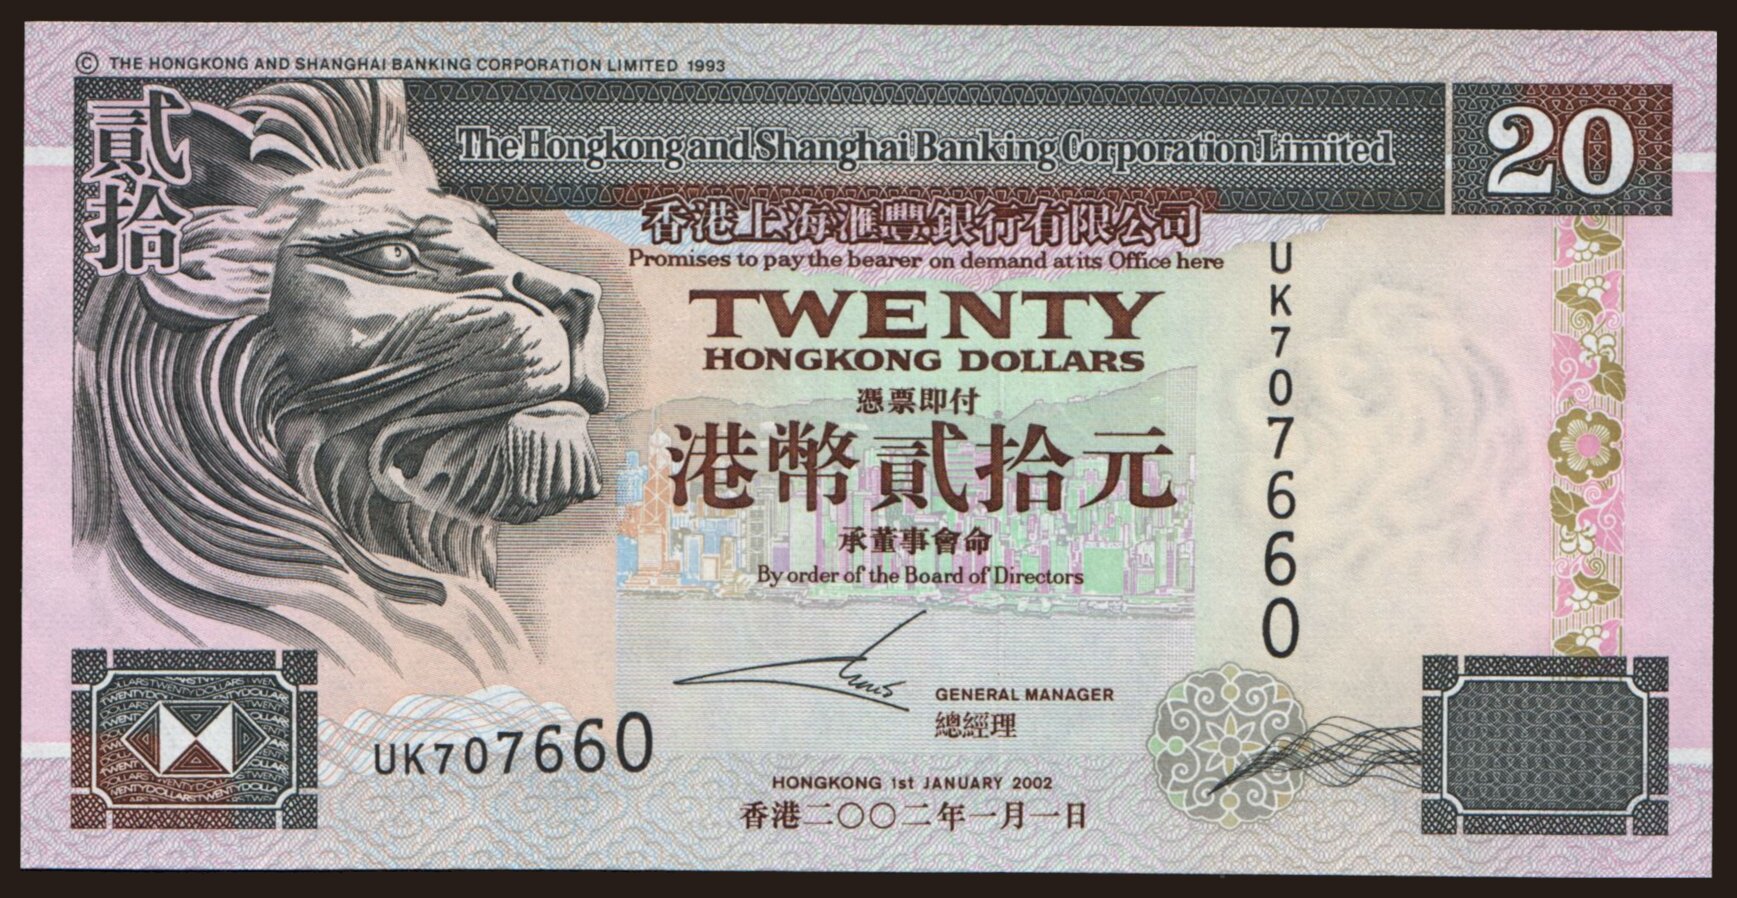 © THE HONGKONG AND SHANGHAI BANKING CORPORATION LIMITED 1993
貳拾
The Hongkong and Shanghai Banking Corporation Limited
20
香港上海滙豐銀行有限公司
Promises to pay the bearer on demand at its Office here
UK707660
TWENTY
HONGKONG DOLLARS
憑票即付
港幣貳拾元
承董事會命
By order of the Board of Directors
GENERAL MANAGER
總經理
UK707660
HONGKONG 1st JANUARY 2002
香港二〇〇二年一月一日